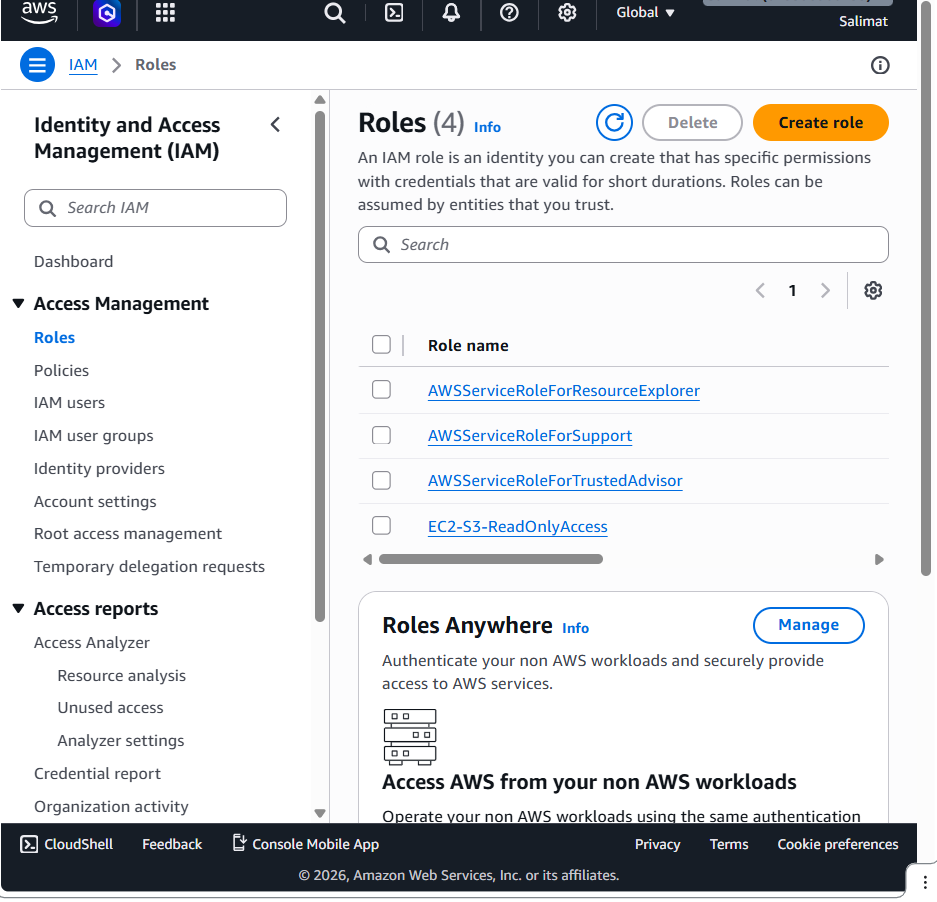 aws
Global ▼
Salimat
IAM > Roles
Identity and Access
Management (IAM)
Search IAM
Dashboard
Access Management
Roles
Policies
IAM users
IAM user groups
Identity providers
Account settings
Root access management
Temporary delegation requests
Access reports
Access Analyzer
Resource analysis
Unused access
Analyzer settings
Credential report
Organization activity
Roles (4) Info
Delete
Create role
An IAM role is an identity you can create that has specific permissions
with credentials that are valid for short durations. Roles can be
assumed by entities that you trust.
Search
1
Role name
AWSServiceRoleForResourceExplorer
AWSServiceRoleForSupport
AWSServiceRoleForTrustedAdvisor
EC2-S3-ReadOnlyAccess
Roles Anywhere Info
Manage
Authenticate your non AWS workloads and securely provide
access to AWS services.
Access AWS from your non AWS workloads
Operate your non AWS workloads using the same authentication
CloudShell Feedback Console Mobile App Privacy Terms Cookie preferences
© 2026, Amazon Web Services, Inc. or its affiliates.